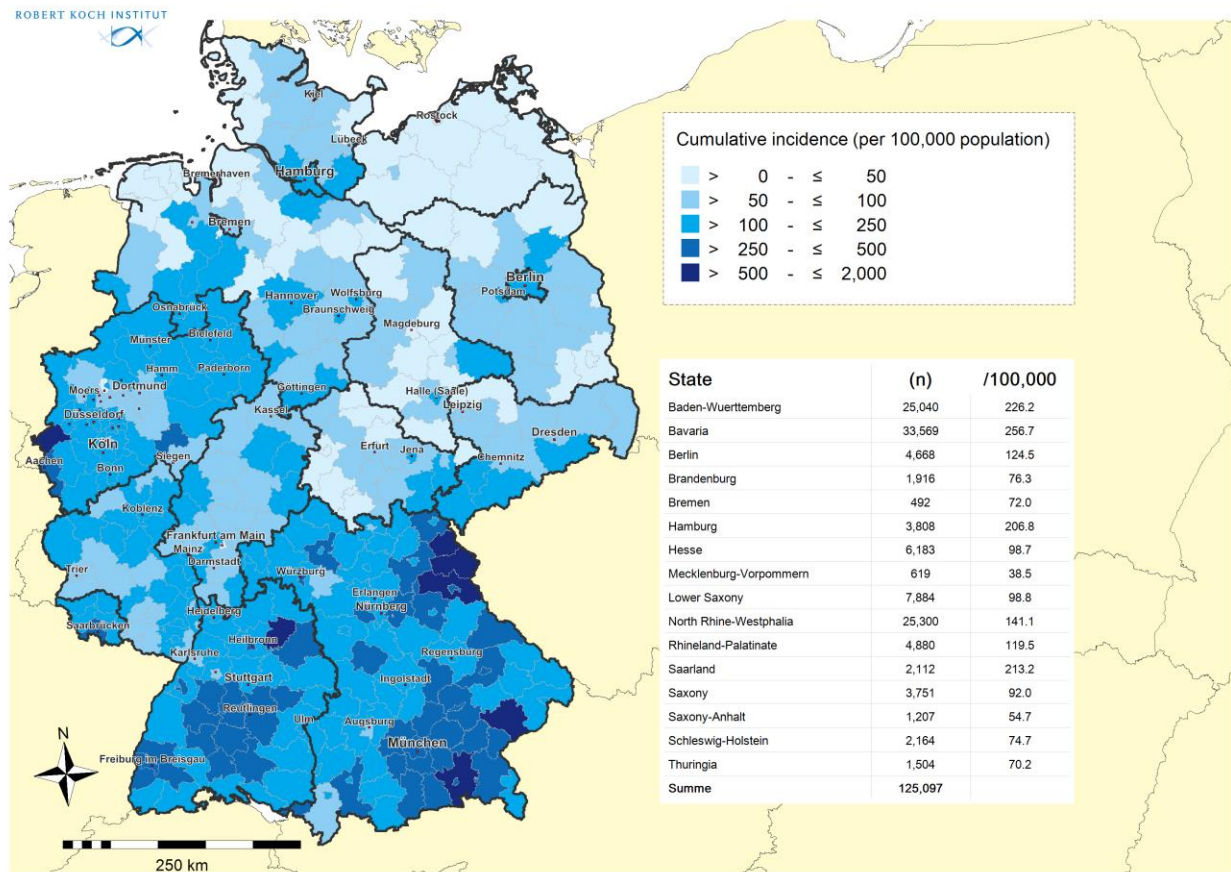 ROBERT KOCH INSTITUT
Kiel
Rostock
Lübeck
Hamburg
Bremerhaven
Bremen
Berlin
Potsdam
Hannover
Wolfsburg
Braunschweig
Osnabrück
Bielefeld
Münster
Magdeburg
Hamm
Paderborn
Moers
Dortmund
Göttingen
Halle (Saale)
Leipzig
Kassel
Düsseldorf
Dresden
Köln
Erfurt
Jena
Chemnitz
Aachen
Siegen
Bonn
Koblenz
Frankfurt am Main
Mainz
Darmstadt
Trier
Würzburg
Erlangen
Nürnberg
Heidelberg
Saarbrücken
Heilbronn
Karlsruhe
Regensburg
Stuttgart
Ingolstadt
Reutlingen
Ulm
Augsburg
München
Freiburg im Breisgau
N
250 km
Cumulative incidence (per 100,000 population)
> 0 - ≤ 50
> 50 - ≤ 100
> 100 - ≤ 250
> 250 - ≤ 500
> 500 - ≤ 2,000
State (n) /100,000
Baden-Wuerttemberg 25,040 226.2
Bavaria 33,569 256.7
Berlin 4,668 124.5
Brandenburg 1,916 76.3
Bremen 492 72.0
Hamburg 3,808 206.8
Hesse 6,183 98.7
Mecklenburg-Vorpommern 619 38.5
Lower Saxony 7,884 98.8
North Rhine-Westphalia 25,300 141.1
Rhineland-Palatinate 4,880 119.5
Saarland 2,112 213.2
Saxony 3,751 92.0
Saxony-Anhalt 1,207 54.7
Schleswig-Holstein 2,164 74.7
Thuringia 1,504 70.2
Summe 125,097